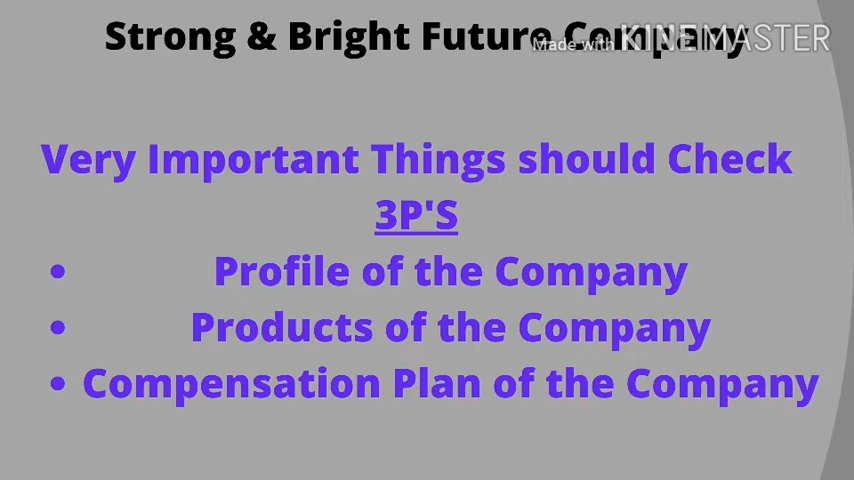 Strong & Bright Future Company
Made with KINEMASTER
Very Important Things should Check
3P'S
• Profile of the Company
• Products of the Company
• Compensation Plan of the Company